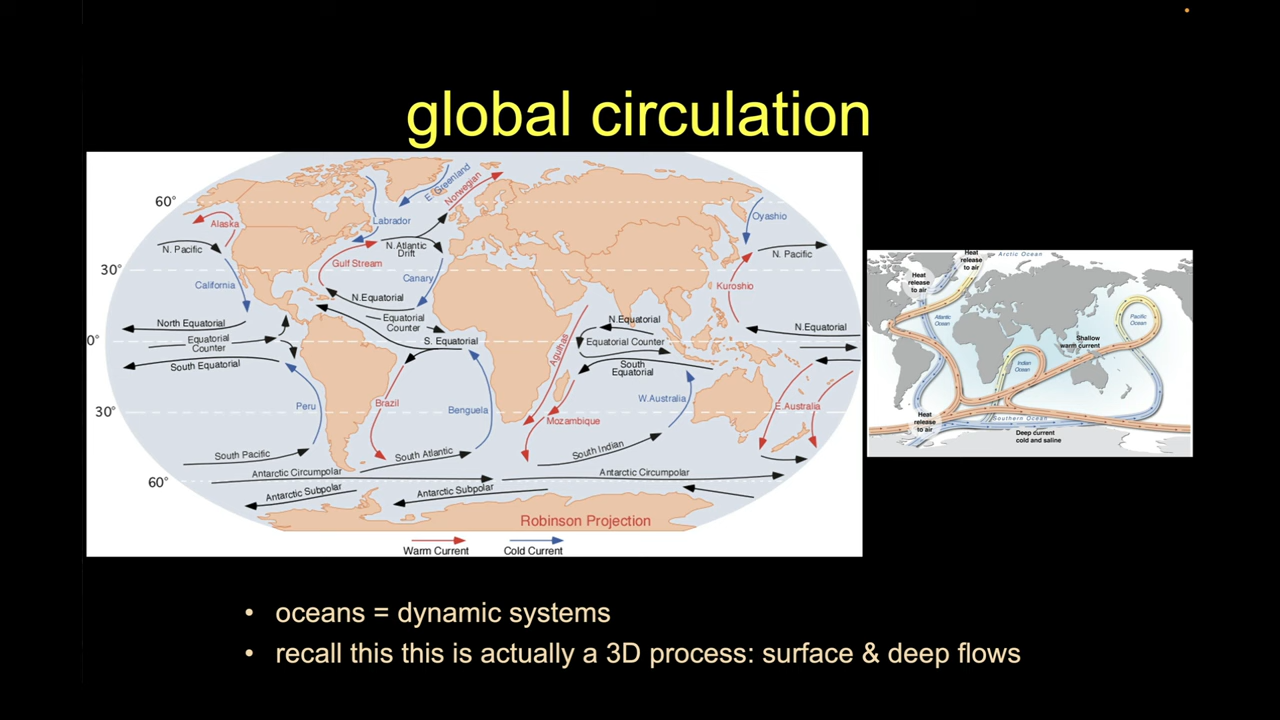 global circulation
60°
30°
0°
30°
60°
Alaska
N. Pacific
California
North Equatorial
Equatorial
Counter
South Equatorial
Peru
South Pacific
Antarctic Circumpolar
Antarctic Subpolar
Labrador
E. Greenland
Norwegian
N. Atlantic
Drift
Gulf Stream
Canary
N.Equatorial
Equatorial
Counter
S. Equatorial
Brazil
Benguela
South Atlantic
Antarctic Subpolar
Agulhas
Mozambique
N.Equatorial
Equatorial Counter
South
Equatorial
W.Australia
South Indian
Antarctic Circumpolar
Oyashio
N. Pacific
Kuroshio
N.Equatorial
E.Australia
Robinson Projection
Warm Current
Cold Current
Arctic Ocean
Heat
release
to air
Heat
release
to air
Atlantic
Ocean
Pacific
Ocean
Shallow
warm current
Indian
Ocean
Heat
release
to air
Southern Ocean
Deep current
cold and saline
• oceans = dynamic systems
• recall this this is actually a 3D process: surface & deep flows